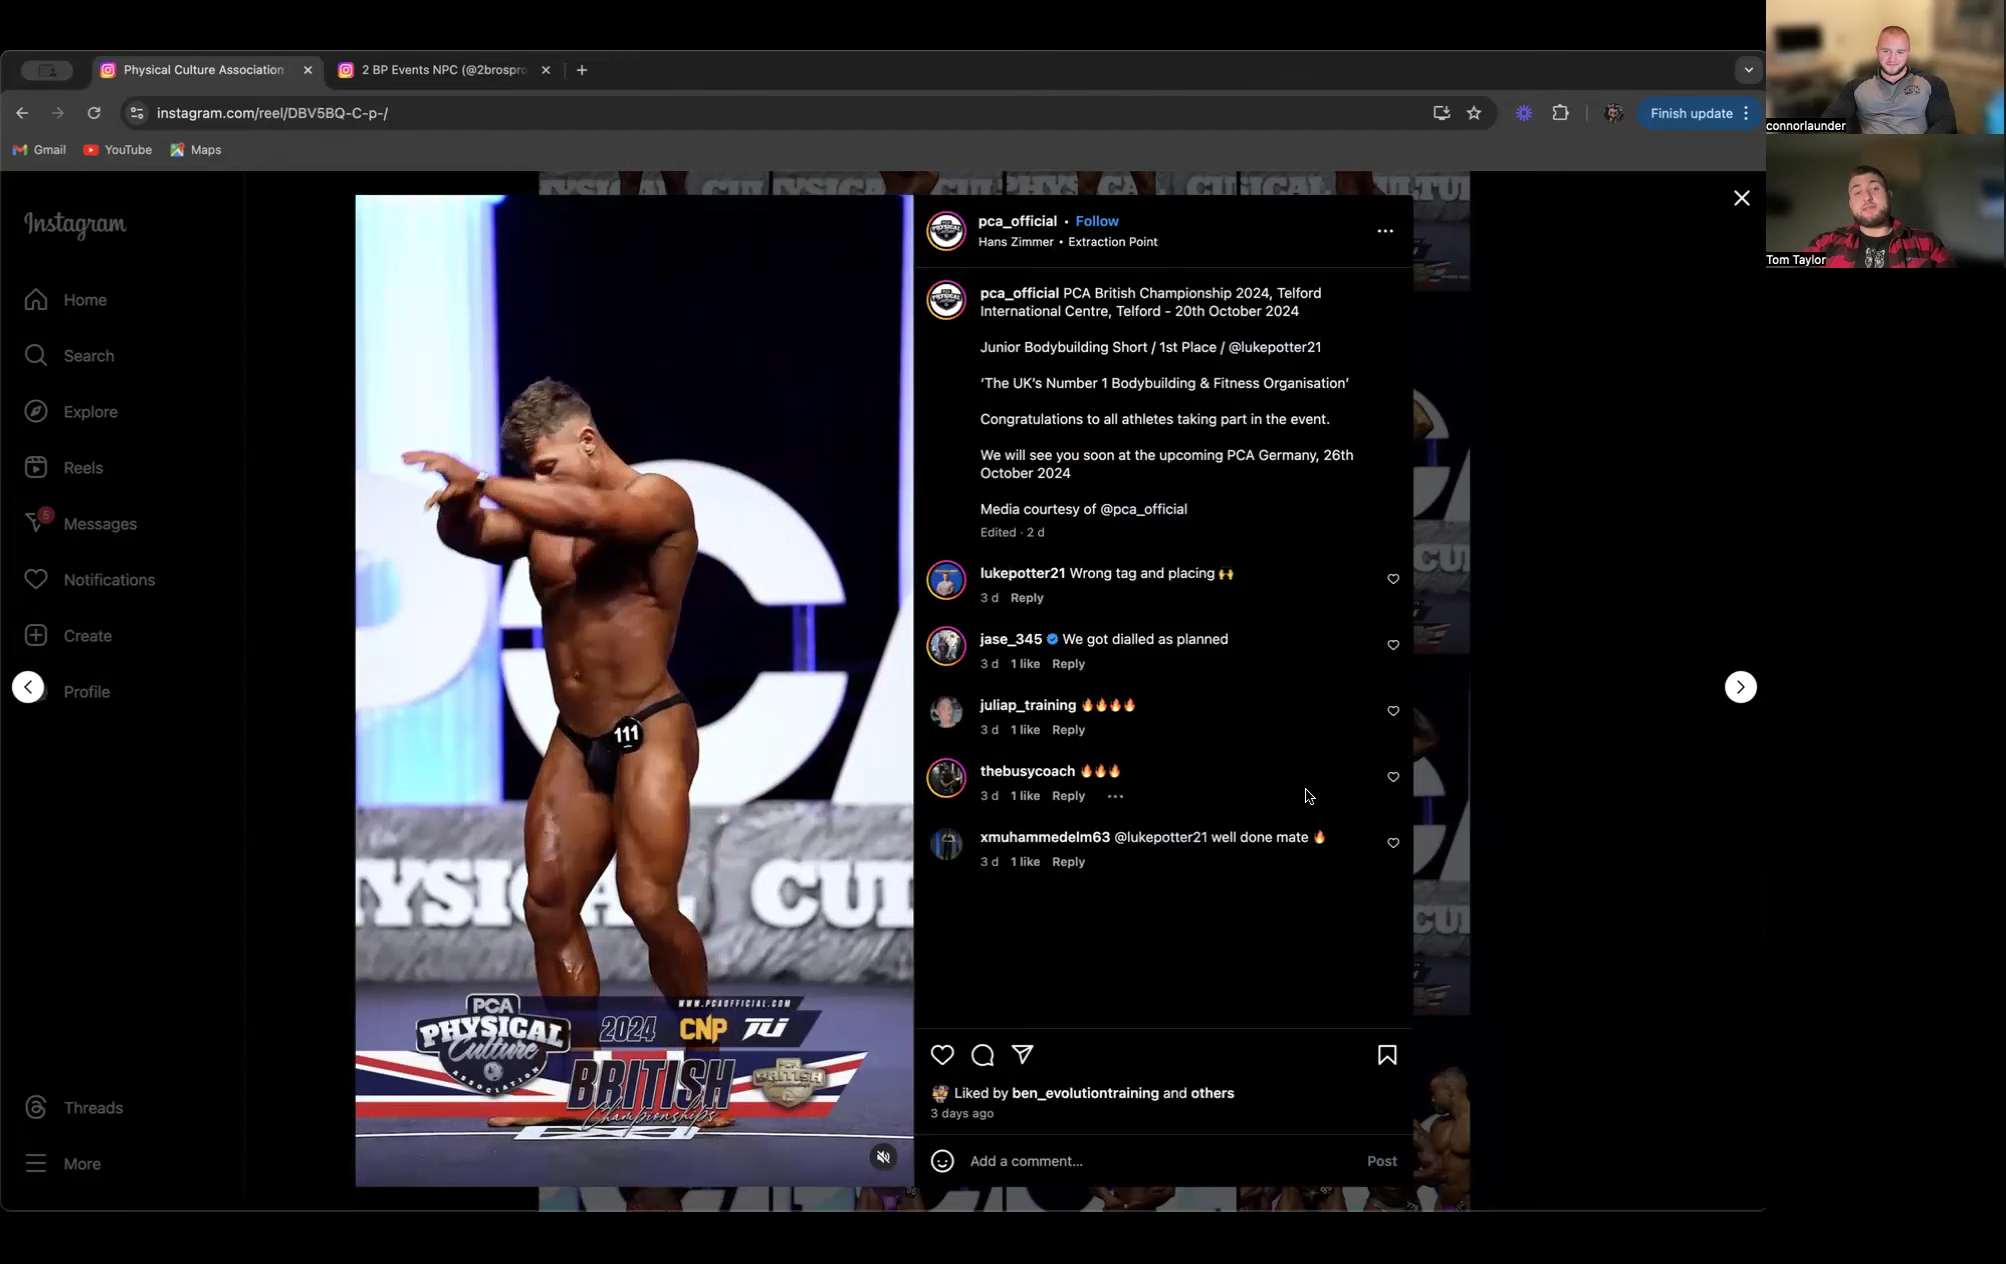 Physical Culture Association
2 BP Events NPC (@2brospro
instagram.com/reel/DBV5BQ-C-p-/
Finish update
Gmail
YouTube
Maps
connorlaunder
Tom Taylor
Instagram
Home
Search
Explore
Reels
5
Messages
Notifications
Create
Profile
Threads
More
pca_official • Follow
Hans Zimmer • Extraction Point
pca_official PCA British Championship 2024, Telford
International Centre, Telford - 20th October 2024
Junior Bodybuilding Short / 1st Place / @lukepotter21
‘The UK’s Number 1 Bodybuilding & Fitness Organisation’
Congratulations to all athletes taking part in the event.
We will see you soon at the upcoming PCA Germany, 26th
October 2024
Media courtesy of @pca_official
Edited · 2 d
lukepotter21 Wrong tag and placing 🙌
3 d Reply
jase_345 We got dialled as planned
3 d 1 like Reply
juliap_training 🔥🔥🔥🔥
3 d 1 like Reply
thebusycoach 🔥🔥🔥
3 d 1 like Reply
xmuhammedelm63 @lukepotter21 well done mate 🔥
3 d 1 like Reply
Liked by ben_evolutiontraining and others
3 days ago
Add a comment...
Post
111
WWW.PCAOFFICIAL.COM
PCA
PHYSICAL
Culture
ASSOCIATION
2024 CNP
BRITISH
Championships